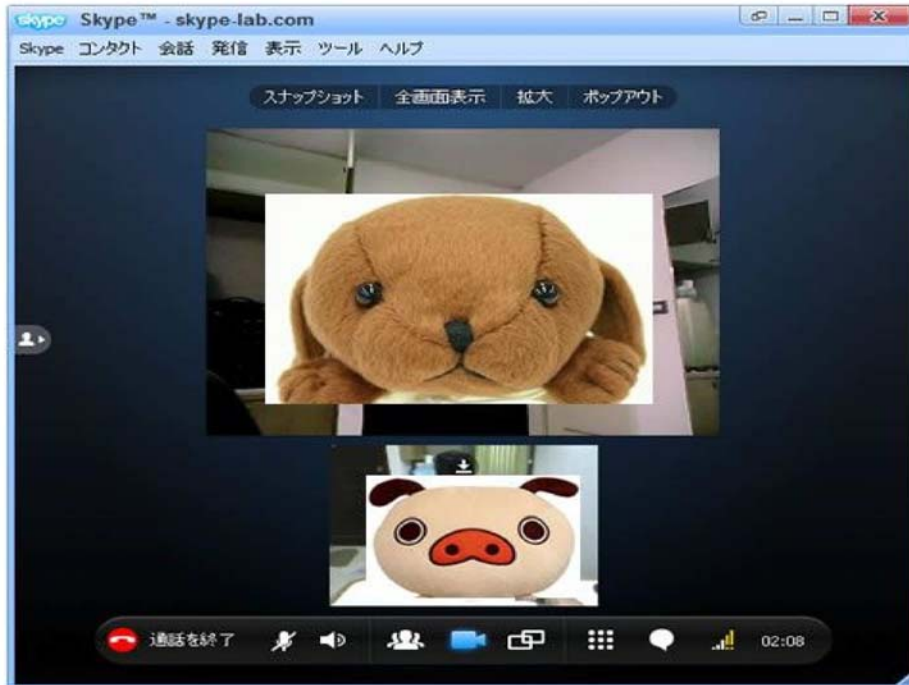 skype Skype™ - skype-lab.com
Skype コンタクト 会話 発信 表示 ツール ヘルプ
スナップショット 全画面表示 拡大 ポップアウト
通話を終了 02:08